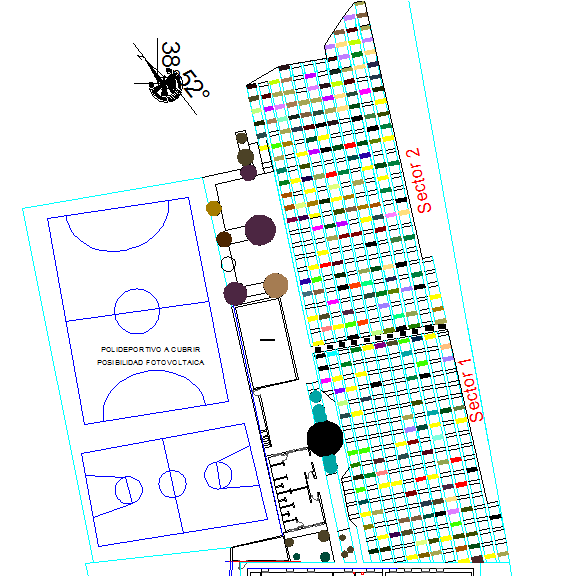 38°
52°
Sector 2
POLIDEPORTIVO A CUBRIR
POSIBILIDAD FOTOVOLTAICA
Sector 1